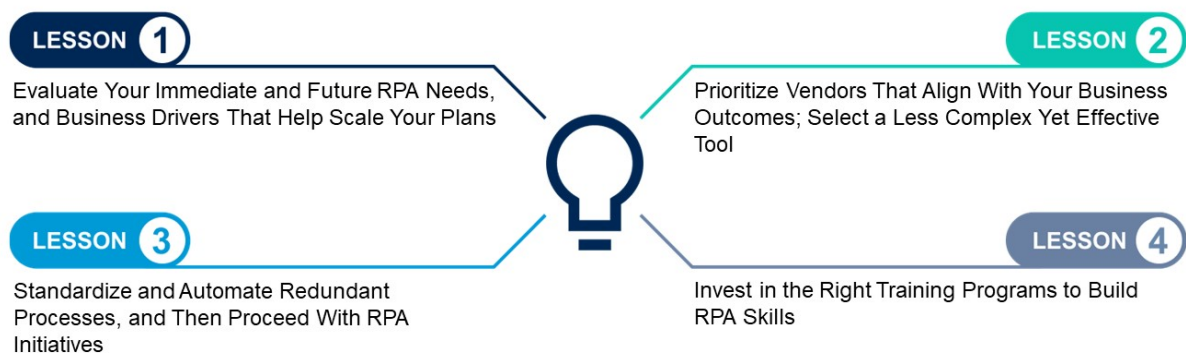 LESSON 1
Evaluate Your Immediate and Future RPA Needs,
and Business Drivers That Help Scale Your Plans
LESSON 2
Prioritize Vendors That Align With Your Business
Outcomes; Select a Less Complex Yet Effective
Tool
LESSON 3
Standardize and Automate Redundant
Processes, and Then Proceed With RPA
Initiatives
LESSON 4
Invest in the Right Training Programs to Build
RPA Skills